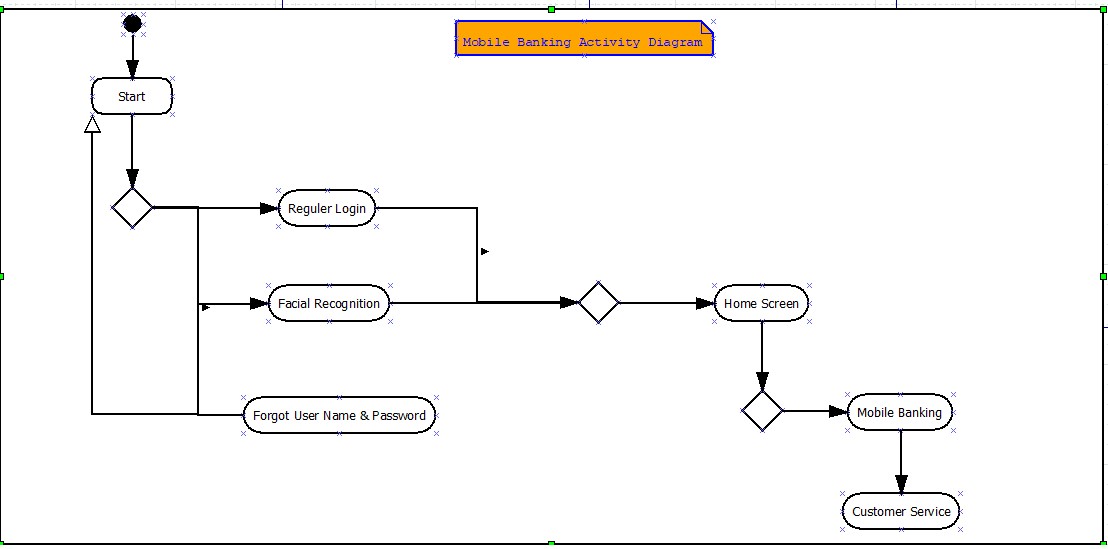 Mobile Banking Activity Diagram
Start
Reguler Login
Facial Recognition
Home Screen
Forgot User Name & Password
Mobile Banking
Customer Service